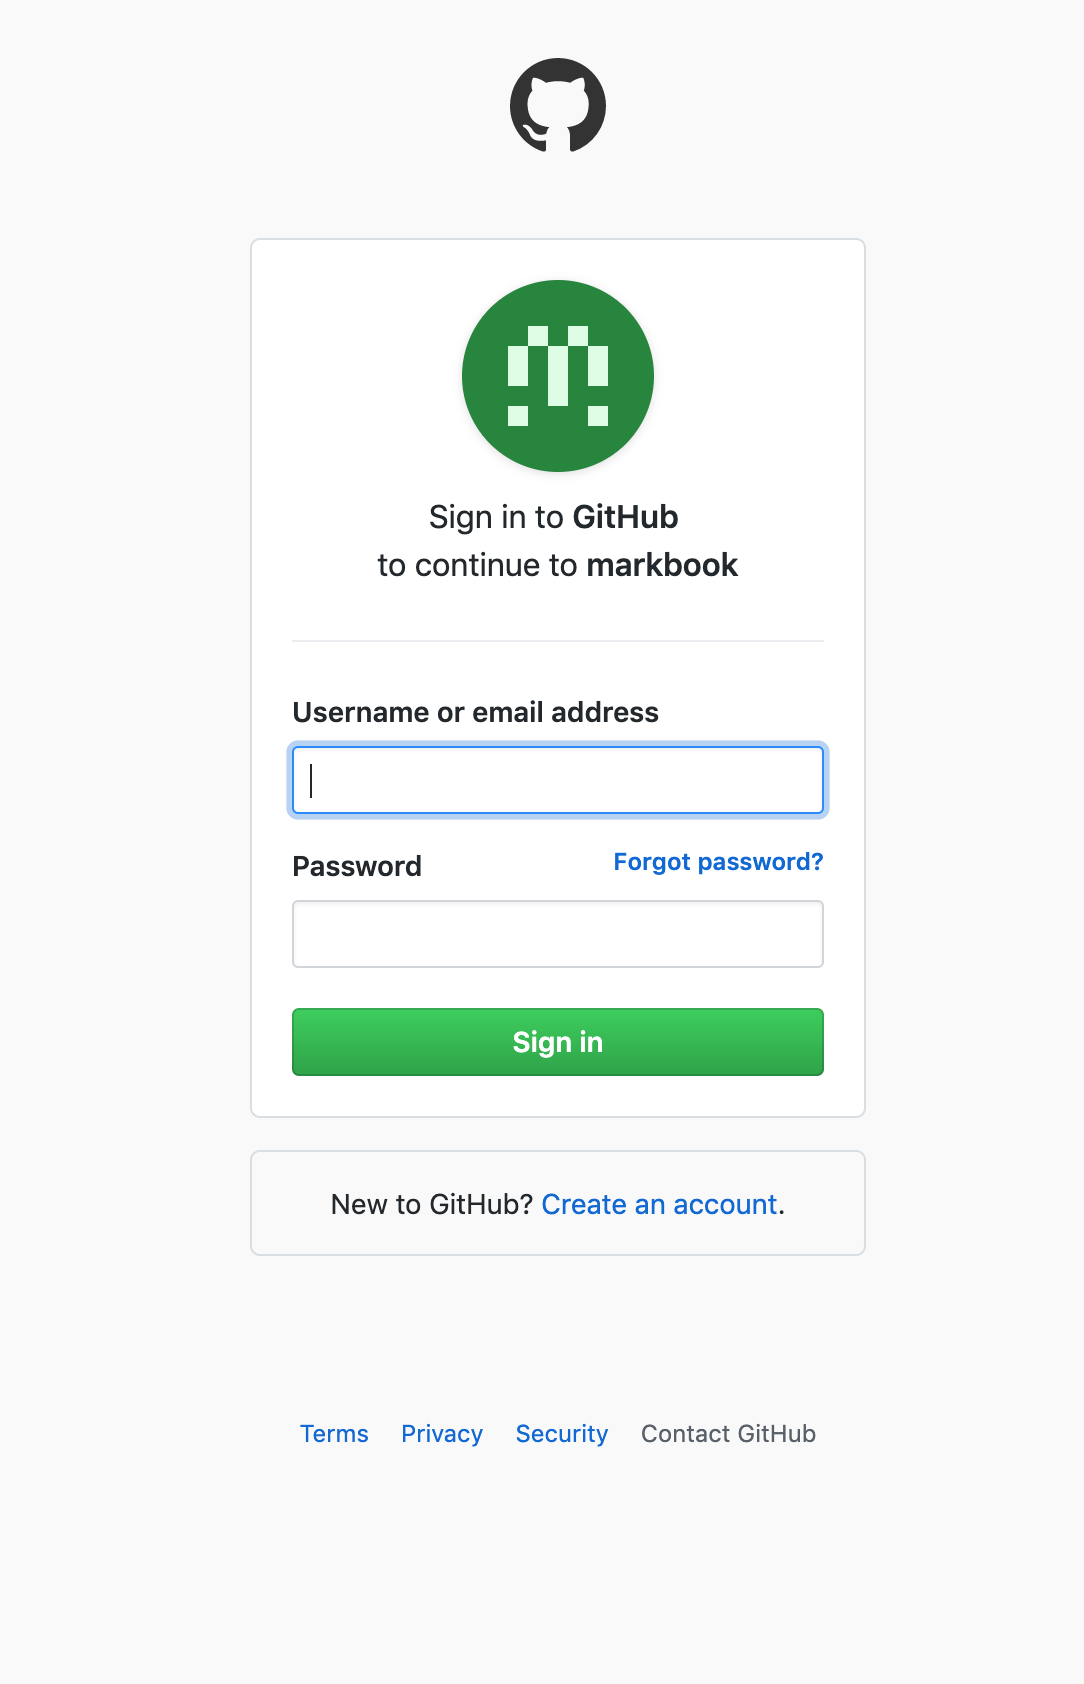 Sign in to GitHub
to continue to markbook
Username or email address
Password
Forgot password?
Sign in
New to GitHub? Create an account.
Terms Privacy Security Contact GitHub